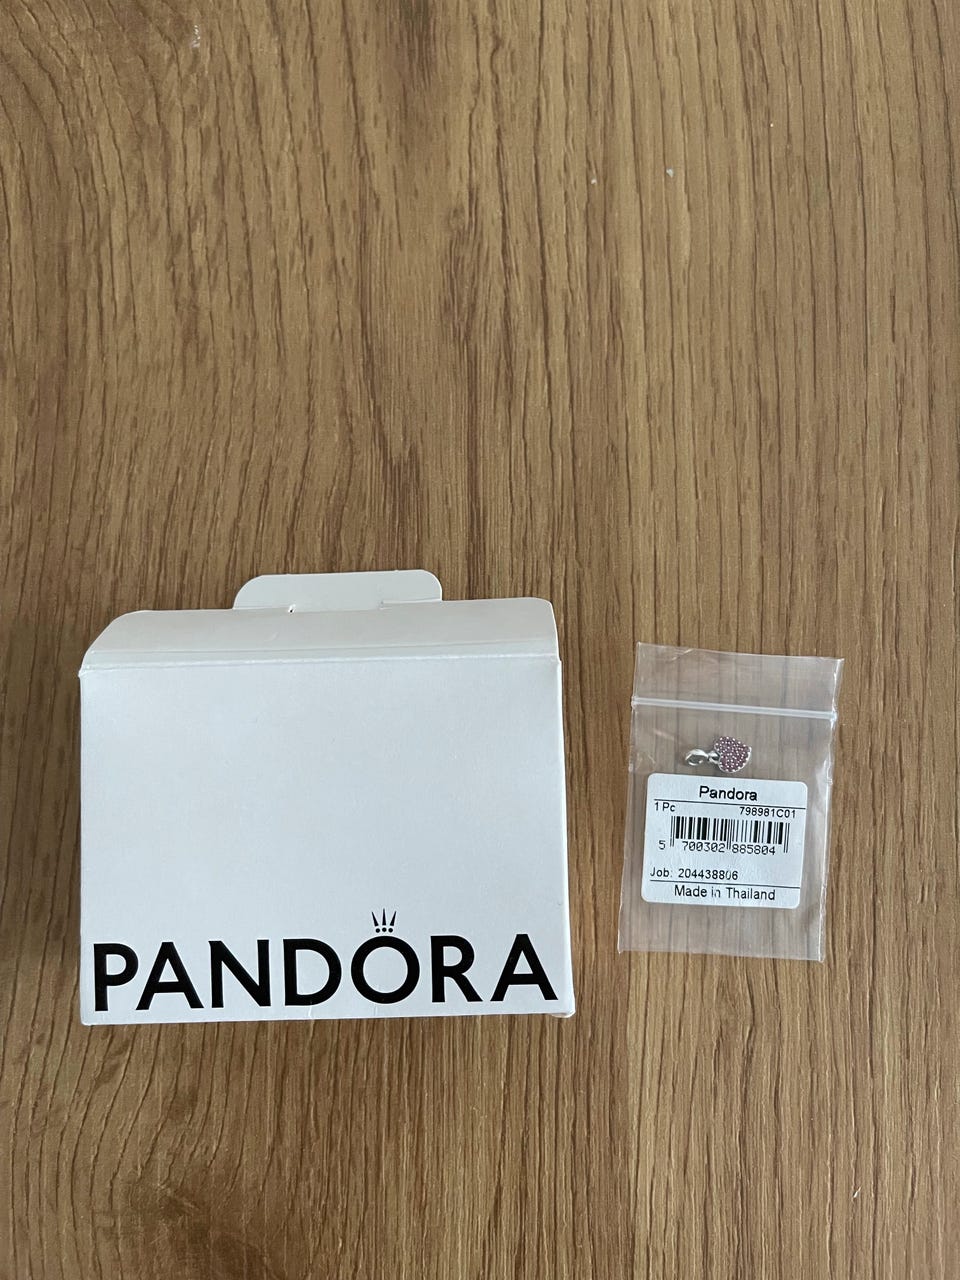 PANDORA
Pandora
1 Pc 798981C01
5 700302 885804
Job: 204438806
Made in Thailand